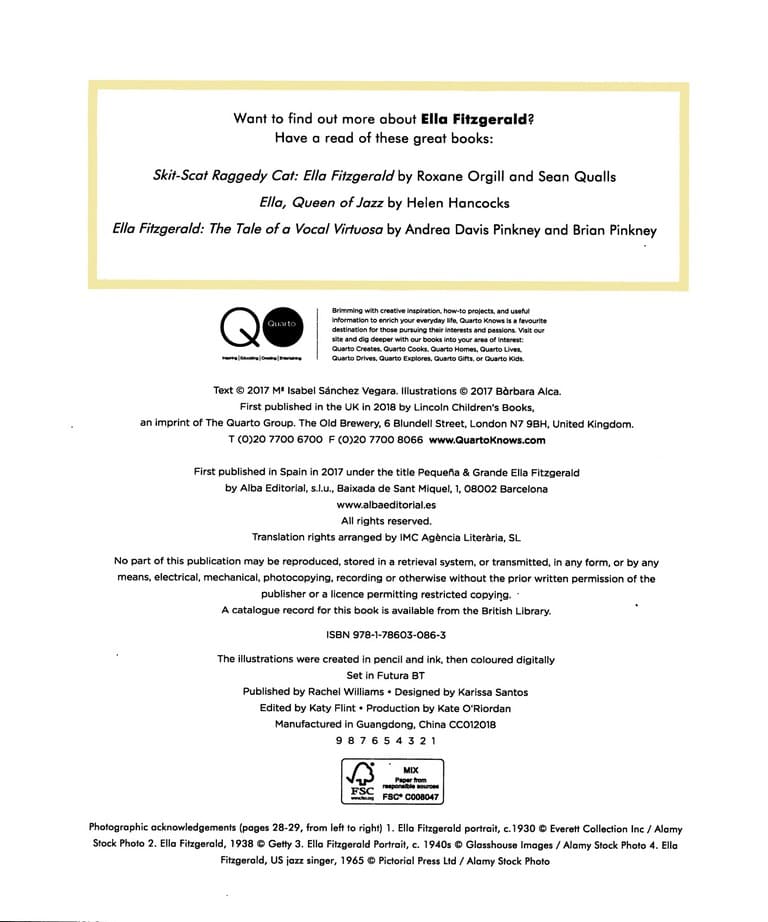 Want to find out more about Ella Fitzgerald?
Have a read of these great books:
Skit-Scat Raggedy Cat: Ella Fitzgerald by Roxane Orgill and Sean Qualls
Ella, Queen of Jazz by Helen Hancocks
Ella Fitzgerald: The Tale of a Vocal Virtuosa by Andrea Davis Pinkney and Brian Pinkney
Quarto
Inspiring | Educating | Creating | Entertaining
Brimming with creative inspiration, how-to projects, and useful
information to enrich your everyday life, Quarto Knows is a favourite
destination for those pursuing their interests and passions. Visit our
site and dig deeper with our books into your area of interest:
Quarto Creates, Quarto Cooks, Quarto Homes, Quarto Lives,
Quarto Drives, Quarto Explores, Quarto Gifts, or Quarto Kids.
Text © 2017 Mª Isabel Sánchez Vegara. Illustrations © 2017 Bàrbara Alca.
First published in the UK in 2018 by Lincoln Children's Books,
an imprint of The Quarto Group. The Old Brewery, 6 Blundell Street, London N7 9BH, United Kingdom.
T (0)20 7700 6700 F (0)20 7700 8066 www.QuartoKnows.com
First published in Spain in 2017 under the title Pequeña & Grande Ella Fitzgerald
by Alba Editorial, s.l.u., Baixada de Sant Miquel, 1, 08002 Barcelona
www.albaeditorial.es
All rights reserved.
Translation rights arranged by IMC Agència Literària, SL
No part of this publication may be reproduced, stored in a retrieval system, or transmitted, in any form, or by any
means, electrical, mechanical, photocopying, recording or otherwise without the prior written permission of the
publisher or a licence permitting restricted copying.
A catalogue record for this book is available from the British Library.
ISBN 978-1-78603-086-3
The illustrations were created in pencil and ink, then coloured digitally
Set in Futura BT
Published by Rachel Williams • Designed by Karissa Santos
Edited by Katy Flint • Production by Kate O'Riordan
Manufactured in Guangdong, China CC012018
9 8 7 6 5 4 3 2 1
FSC
www.fsc.org
MIX
Paper from
responsible sources
FSC® C008047
Photographic acknowledgements (pages 28-29, from left to right) 1. Ella Fitzgerald portrait, c.1930 © Everett Collection Inc / Alamy
Stock Photo 2. Ella Fitzgerald, 1938 © Getty 3. Ella Fitzgerald Portrait, c. 1940s © Glasshouse Images / Alamy Stock Photo 4. Ella
Fitzgerald, US jazz singer, 1965 © Pictorial Press Ltd / Alamy Stock Photo